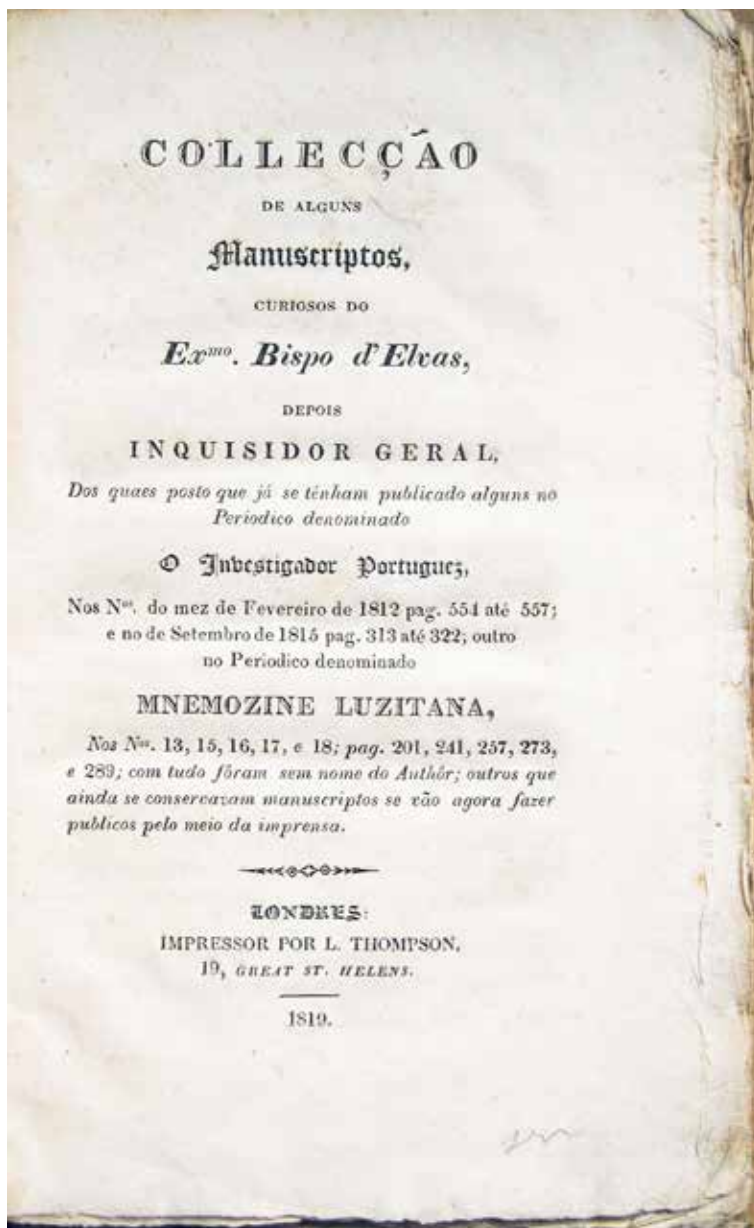 COLLECÇÃO
DE ALGUNS
Manuscriptos,
CURIOSOS DO
Exmo. Bispo d'Elvas,
DEPOIS
INQUISIDOR GERAL,
Dos quaes posto que já se tênham publicado alguns no
Periodico denominado
O Investigador Portuguez,
Nos Nos. do mez de Fevereiro de 1812 pag. 554 até 557;
e no de Setembro de 1815 pag. 313 até 322; outro
no Periodico denominado
MNEMOZINE LUZITANA,
Nos Nos. 13, 15, 16, 17, e 18; pag. 201, 241, 257, 273,
e 289; com tudo fôram sem nome do Authôr; outros que
ainda se conservavam manuscriptos se vão agora fazer
publicos pelo meio da imprensa.
LONDRES:
IMPRESSOR POR L. THOMPSON,
19, GREAT ST. HELENS.
1819.